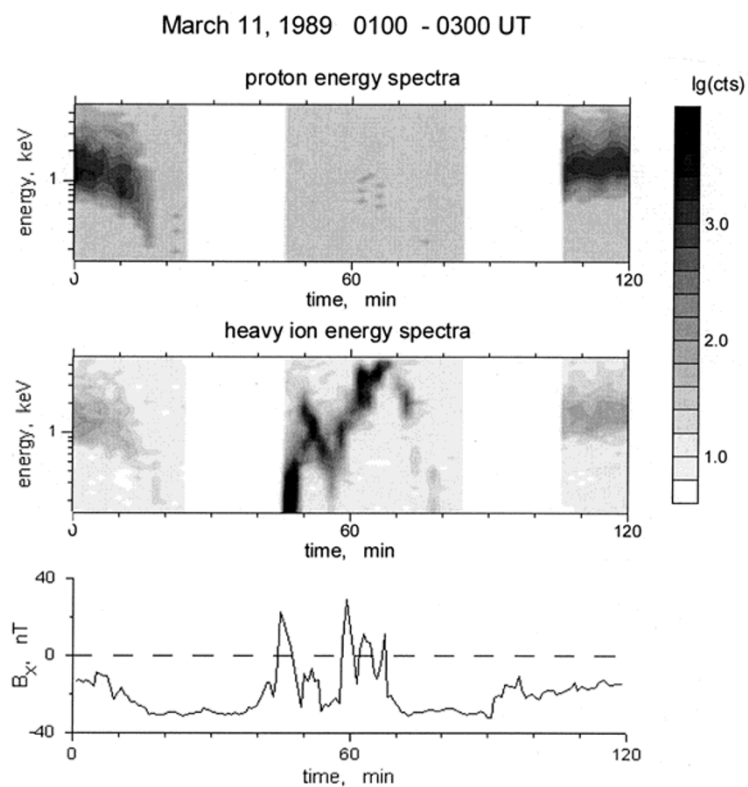 March 11, 1989 0100 - 0300 UT
proton energy spectra
lg(cts)
energy, keV
1
0 60 120
time, min
3.0
2.0
1.0
heavy ion energy spectra
energy, keV
1
0 60 120
time, min
40
0
-40
Bx, nT
0 60 120
time, min